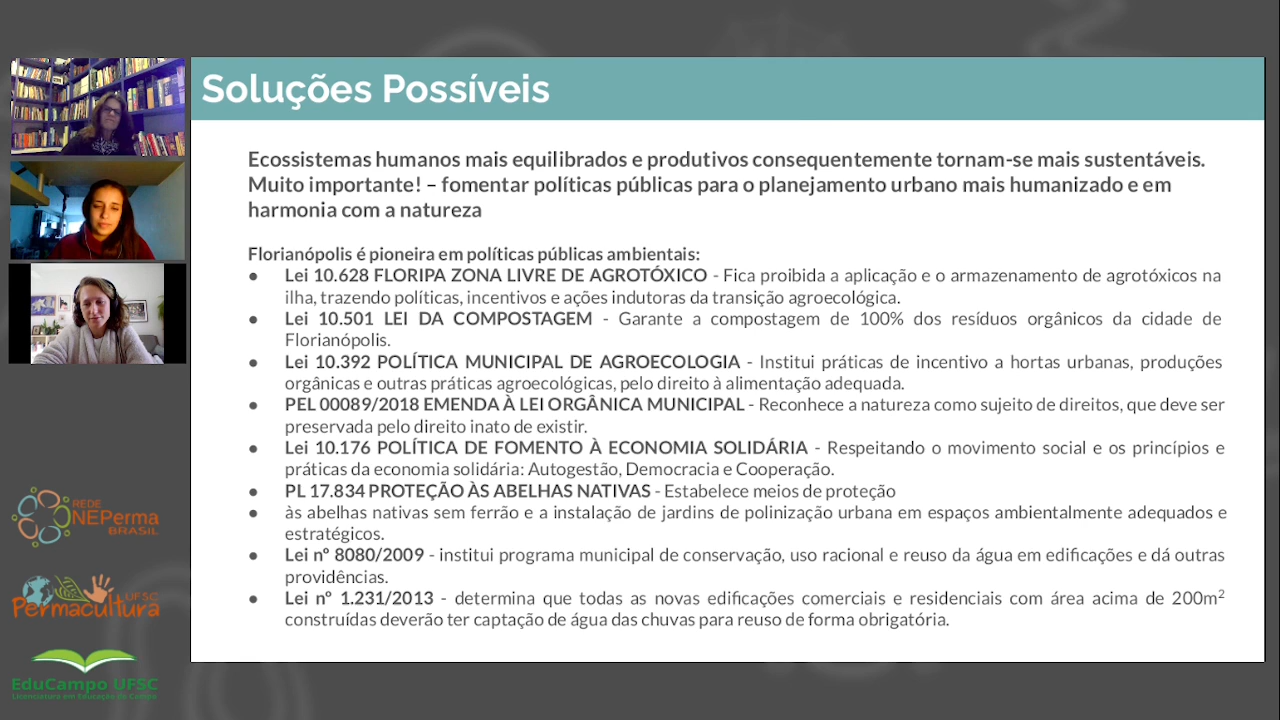 Soluções Possíveis
Ecossistemas humanos mais equilibrados e produtivos consequentemente tornam-se mais sustentáveis.
Muito importante! – fomentar políticas públicas para o planejamento urbano mais humanizado e em
harmonia com a natureza
Florianópolis é pioneira em políticas públicas ambientais:
● Lei 10.628 FLORIPA ZONA LIVRE DE AGROTÓXICO - Fica proibida a aplicação e o armazenamento de agrotóxicos na
ilha, trazendo políticas, incentivos e ações indutoras da transição agroecológica.
● Lei 10.501 LEI DA COMPOSTAGEM - Garante a compostagem de 100% dos resíduos orgânicos da cidade de
Florianópolis.
● Lei 10.392 POLÍTICA MUNICIPAL DE AGROECOLOGIA - Institui práticas de incentivo a hortas urbanas, produções
orgânicas e outras práticas agroecológicas, pelo direito à alimentação adequada.
● PEL 00089/2018 EMENDA À LEI ORGÂNICA MUNICIPAL - Reconhece a natureza como sujeito de direitos, que deve ser
preservada pelo direito inato de existir.
● Lei 10.176 POLÍTICA DE FOMENTO À ECONOMIA SOLIDÁRIA - Respeitando o movimento social e os princípios e
práticas da economia solidária: Autogestão, Democracia e Cooperação.
● PL 17.834 PROTEÇÃO ÀS ABELHAS NATIVAS - Estabelece meios de proteção
● às abelhas nativas sem ferrão e a instalação de jardins de polinização urbana em espaços ambientalmente adequados e
estratégicos.
● Lei nº 8080/2009 - institui programa municipal de conservação, uso racional e reuso da água em edificações e dá outras
providências.
● Lei nº 1.231/2013 - determina que todas as novas edificações comerciais e residenciais com área acima de 200m²
construídas deverão ter captação de água das chuvas para reuso de forma obrigatória.
REDE
NEPerma
BRASIL
UFSC
Permacultura
EduCampo UFSC
Licenciatura em Educação do Campo